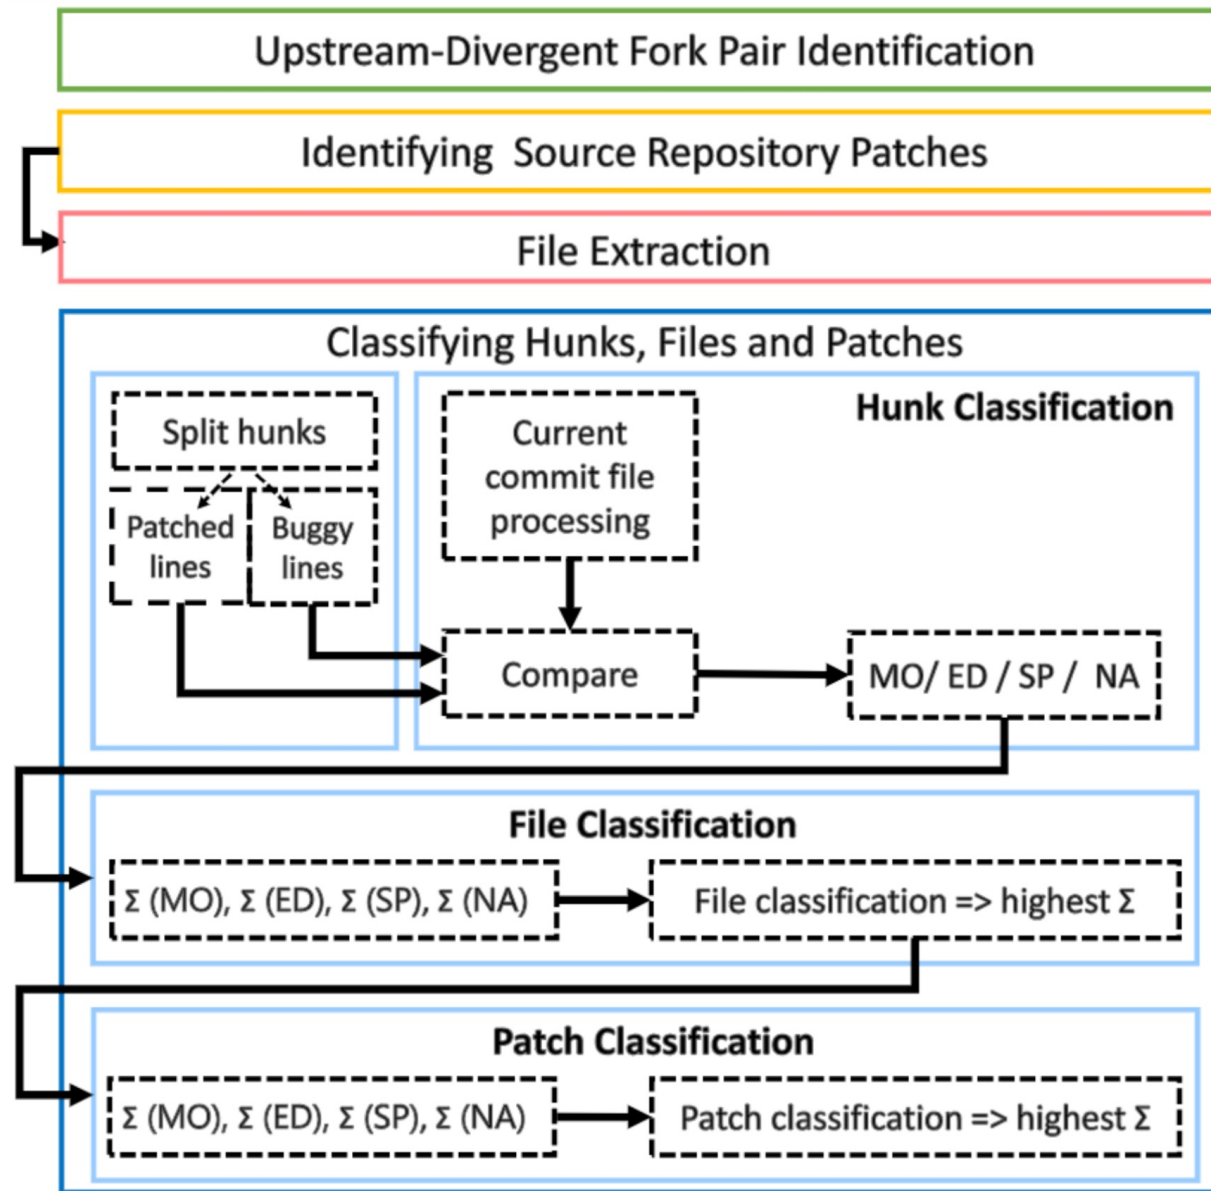 Upstream-Divergent Fork Pair Identification
Identifying Source Repository Patches
File Extraction
Classifying Hunks, Files and Patches
Split hunks
Patched
lines
Buggy
lines
Hunk Classification
Current
commit file
processing
Compare
MO/ ED / SP / NA
File Classification
Σ (MO), Σ (ED), Σ (SP), Σ (NA)
File classification => highest Σ
Patch Classification
Σ (MO), Σ (ED), Σ (SP), Σ (NA)
Patch classification => highest Σ